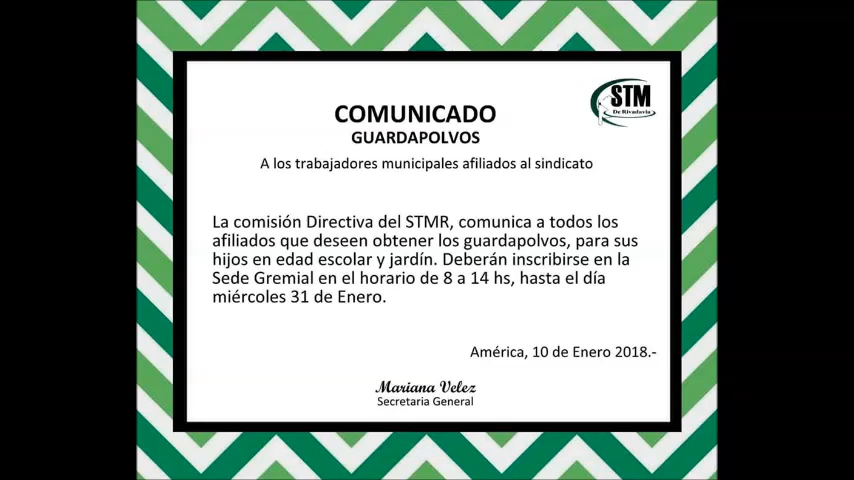 STM
De Rivadavia
COMUNICADO
GUARDAPOLVOS
A los trabajadores municipales afiliados al sindicato
La comisión Directiva del STMR, comunica a todos los
afiliados que deseen obtener los guardapolvos, para sus
hijos en edad escolar y jardín. Deberán inscribirse en la
Sede Gremial en el horario de 8 a 14 hs, hasta el día
miércoles 31 de Enero.
América, 10 de Enero 2018.-
Mariana Velez
Secretaria General